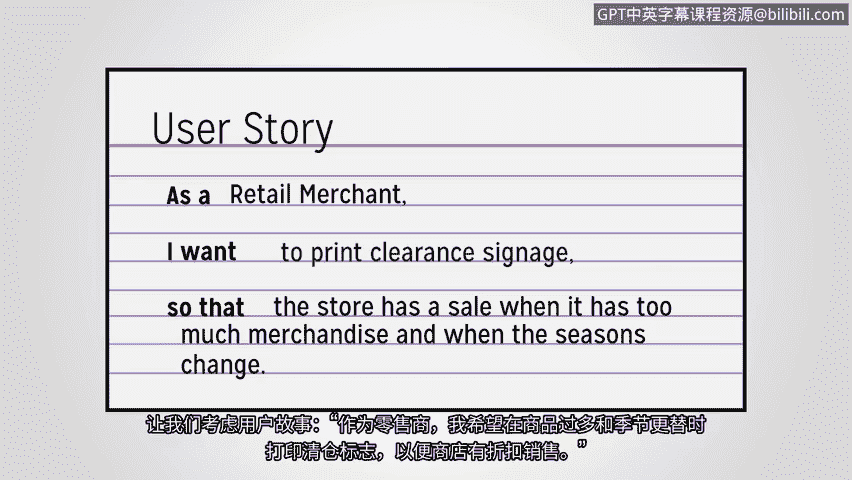 GPT中英字幕课程资源@bilibili.com
User Story
As a Retail Merchant,
I want to print clearance signage,
so that the store has a sale when it has too
much merchandise and when the seasons
change.
让我们考虑用户故事：“作为零售商，我希望在商品过多和季节更替时
打印清仓标志，以便商店有折扣销售。”